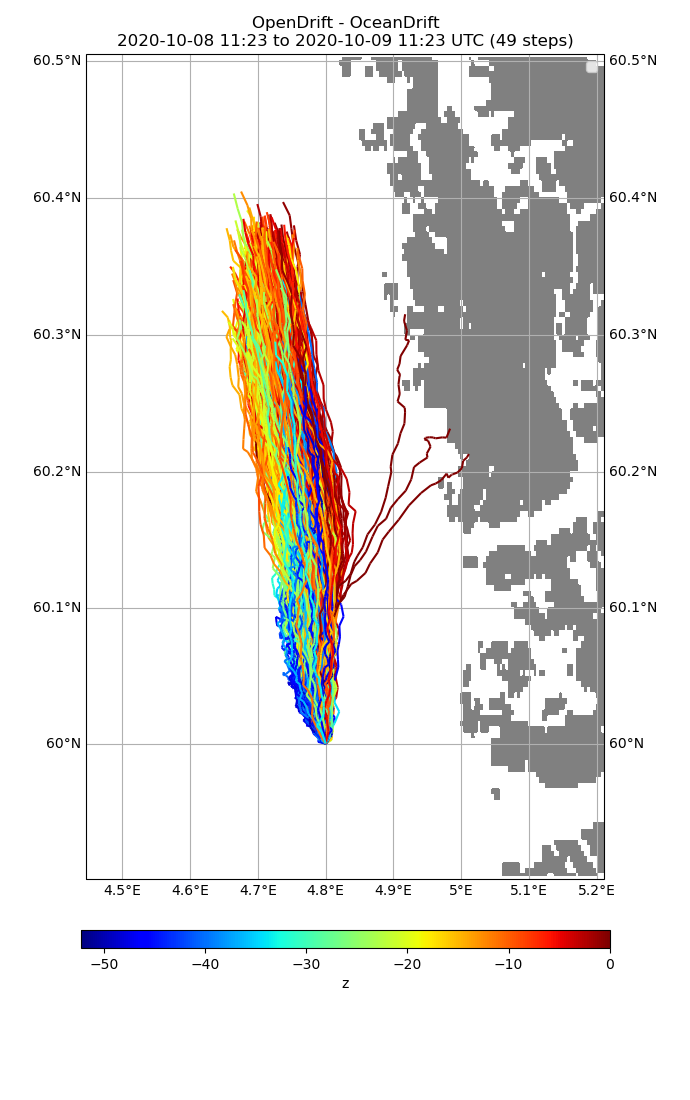 OpenDrift - OceanDrift
2020-10-08 11:23 to 2020-10-09 11:23 UTC (49 steps)
60.5°N 60.5°N
60.4°N 60.4°N
60.3°N 60.3°N
60.2°N 60.2°N
60.1°N 60.1°N
60°N 60°N
4.5°E 4.6°E 4.7°E 4.8°E 4.9°E 5°E 5.1°E 5.2°E
−50 −40 −30 −20 −10 0
z